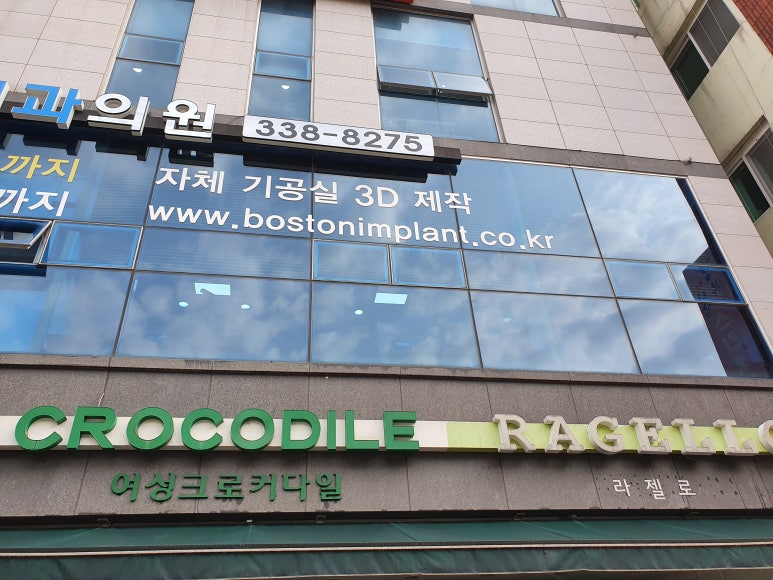 과의원 338-8275
까지
까지
자체 기공실 3D 제작
www.bostonimplant.co.kr
CROCODILE
여성크로커다일
RAGELLO
라젤로